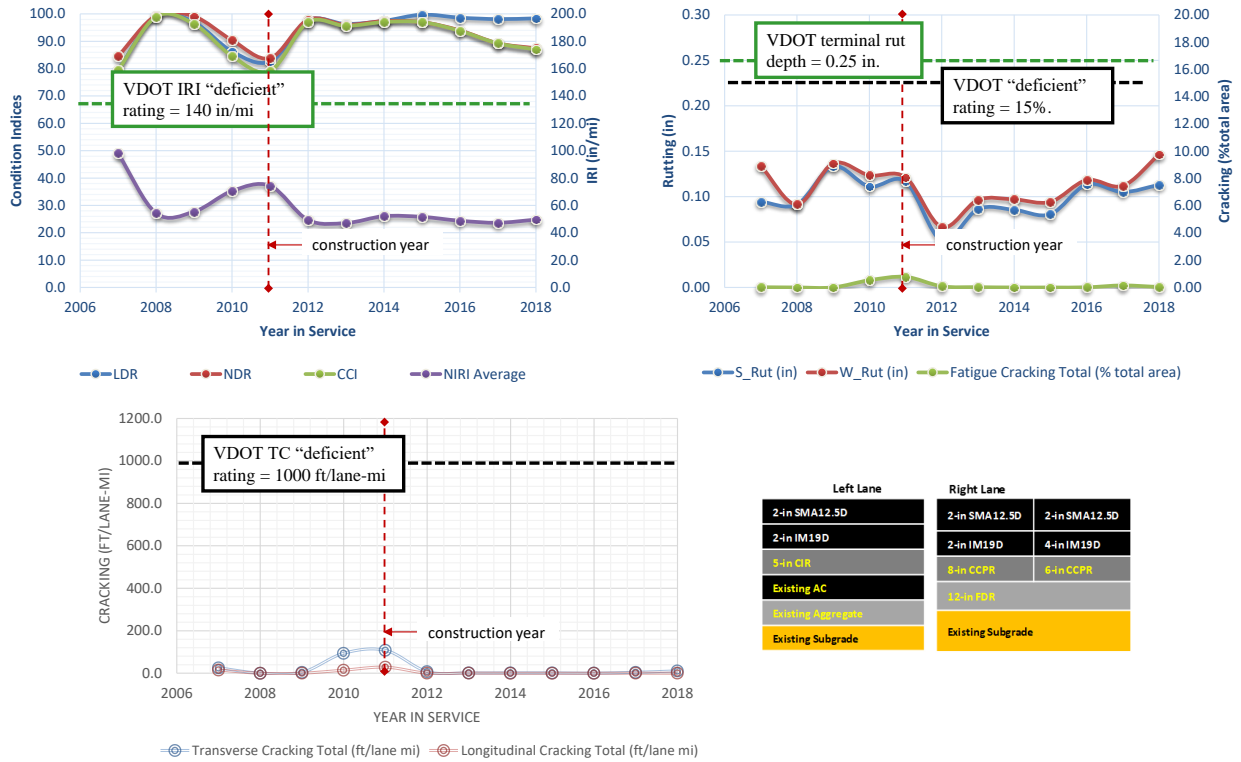 100.0
90.0
80.0
70.0
60.0
50.0
40.0
30.0
20.0
10.0
0.0
Condition Indices
200.0
180.0
160.0
140.0
120.0
100.0
80.0
60.0
40.0
20.0
0.0
IRI (in/mi)
VDOT IRI “deficient”
rating = 140 in/mi
construction year
2006
2008
2010
2012
2014
2016
2018
Year in Service
LDR
NDR
CCI
NIRI Average
0.30
0.25
0.20
0.15
0.10
0.05
0.00
Rutting (in)
20.00
18.00
16.00
14.00
12.00
10.00
8.00
6.00
4.00
2.00
0.00
Cracking (%total area)
VDOT terminal rut
depth = 0.25 in.
VDOT “deficient”
rating = 15%.
construction year
2006
2008
2010
2012
2014
2016
2018
Year in Service
S_Rut (in)
W_Rut (in)
Fatigue Cracking Total (% total area)
1200.0
1000.0
800.0
600.0
400.0
200.0
0.0
CRACKING (FT/LANE-MI)
VDOT TC “deficient”
rating = 1000 ft/lane-mi
construction year
2006
2008
2010
2012
2014
2016
2018
YEAR IN SERVICE
Transverse Cracking Total (ft/lane mi)
Longitudinal Cracking Total (ft/lane mi)
Left Lane
2-in SMA12.5D
2-in IM19D
5-in CIR
Existing AC
Existing Aggregate
Existing Subgrade
Right Lane
2-in SMA12.5D
2-in SMA12.5D
2-in IM19D
4-in IM19D
8-in CCPR
6-in CCPR
12-in FDR
Existing Subgrade